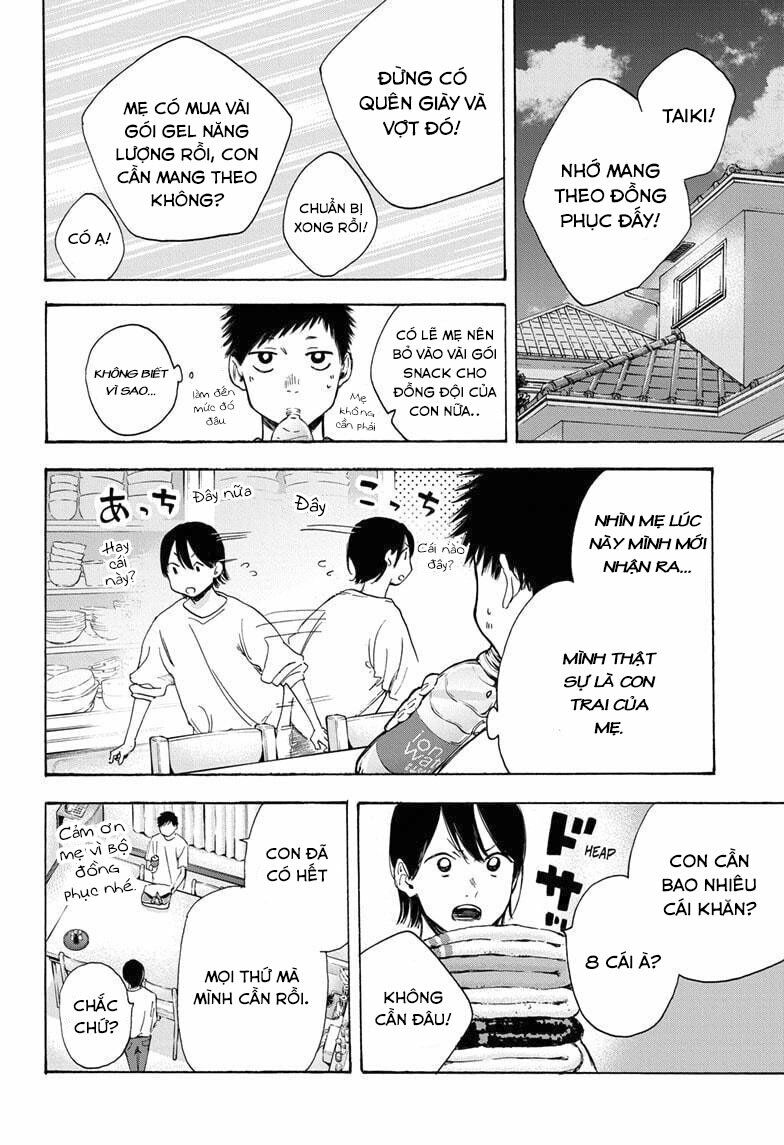 TAIKI!
NHỚ MANG
THEO ĐỒNG
PHỤC ĐẤY!
ĐỪNG CÓ
QUÊN GIÀY VÀ
VỢT ĐÓ!
CHUẨN BỊ
XONG RỒI!
MẸ CÓ MUA VÀI
GÓI GEL NĂNG
LƯỢNG RỒI, CON
CẦN MANG THEO
KHÔNG?
CÓ Ạ!
CÓ LẼ MẸ NÊN
BỎ VÀO VÀI GÓI
SNACK CHO
ĐỒNG ĐỘI CỦA
CON NỮA..
Mẹ
không
cần phải
làm đến
mức đó
đâu
KHÔNG BIẾT
VÌ SAO...
NHÌN MẸ LÚC
NÀY MÌNH MỚI
NHẬN RA...
MÌNH THẬT
SỰ LÀ CON
TRAI CỦA
MẸ.
こっち
Cái nào
đây?
Đây
Đây nữa
あっち
Hay
cái
này?
ion
wat
CON CẦN
BAO NHIÊU
CÁI KHĂN?
8 CÁI À?
ドサッ
HEAP
KHÔNG
CẦN ĐÂU!
CON ĐÃ
CÓ HẾT
MỌI THỨ MÀ
MÌNH CẦN RỒI.
Cảm ơn
mẹ vì bộ
đồng
phục nhé.
CHẮC
CHỨ?